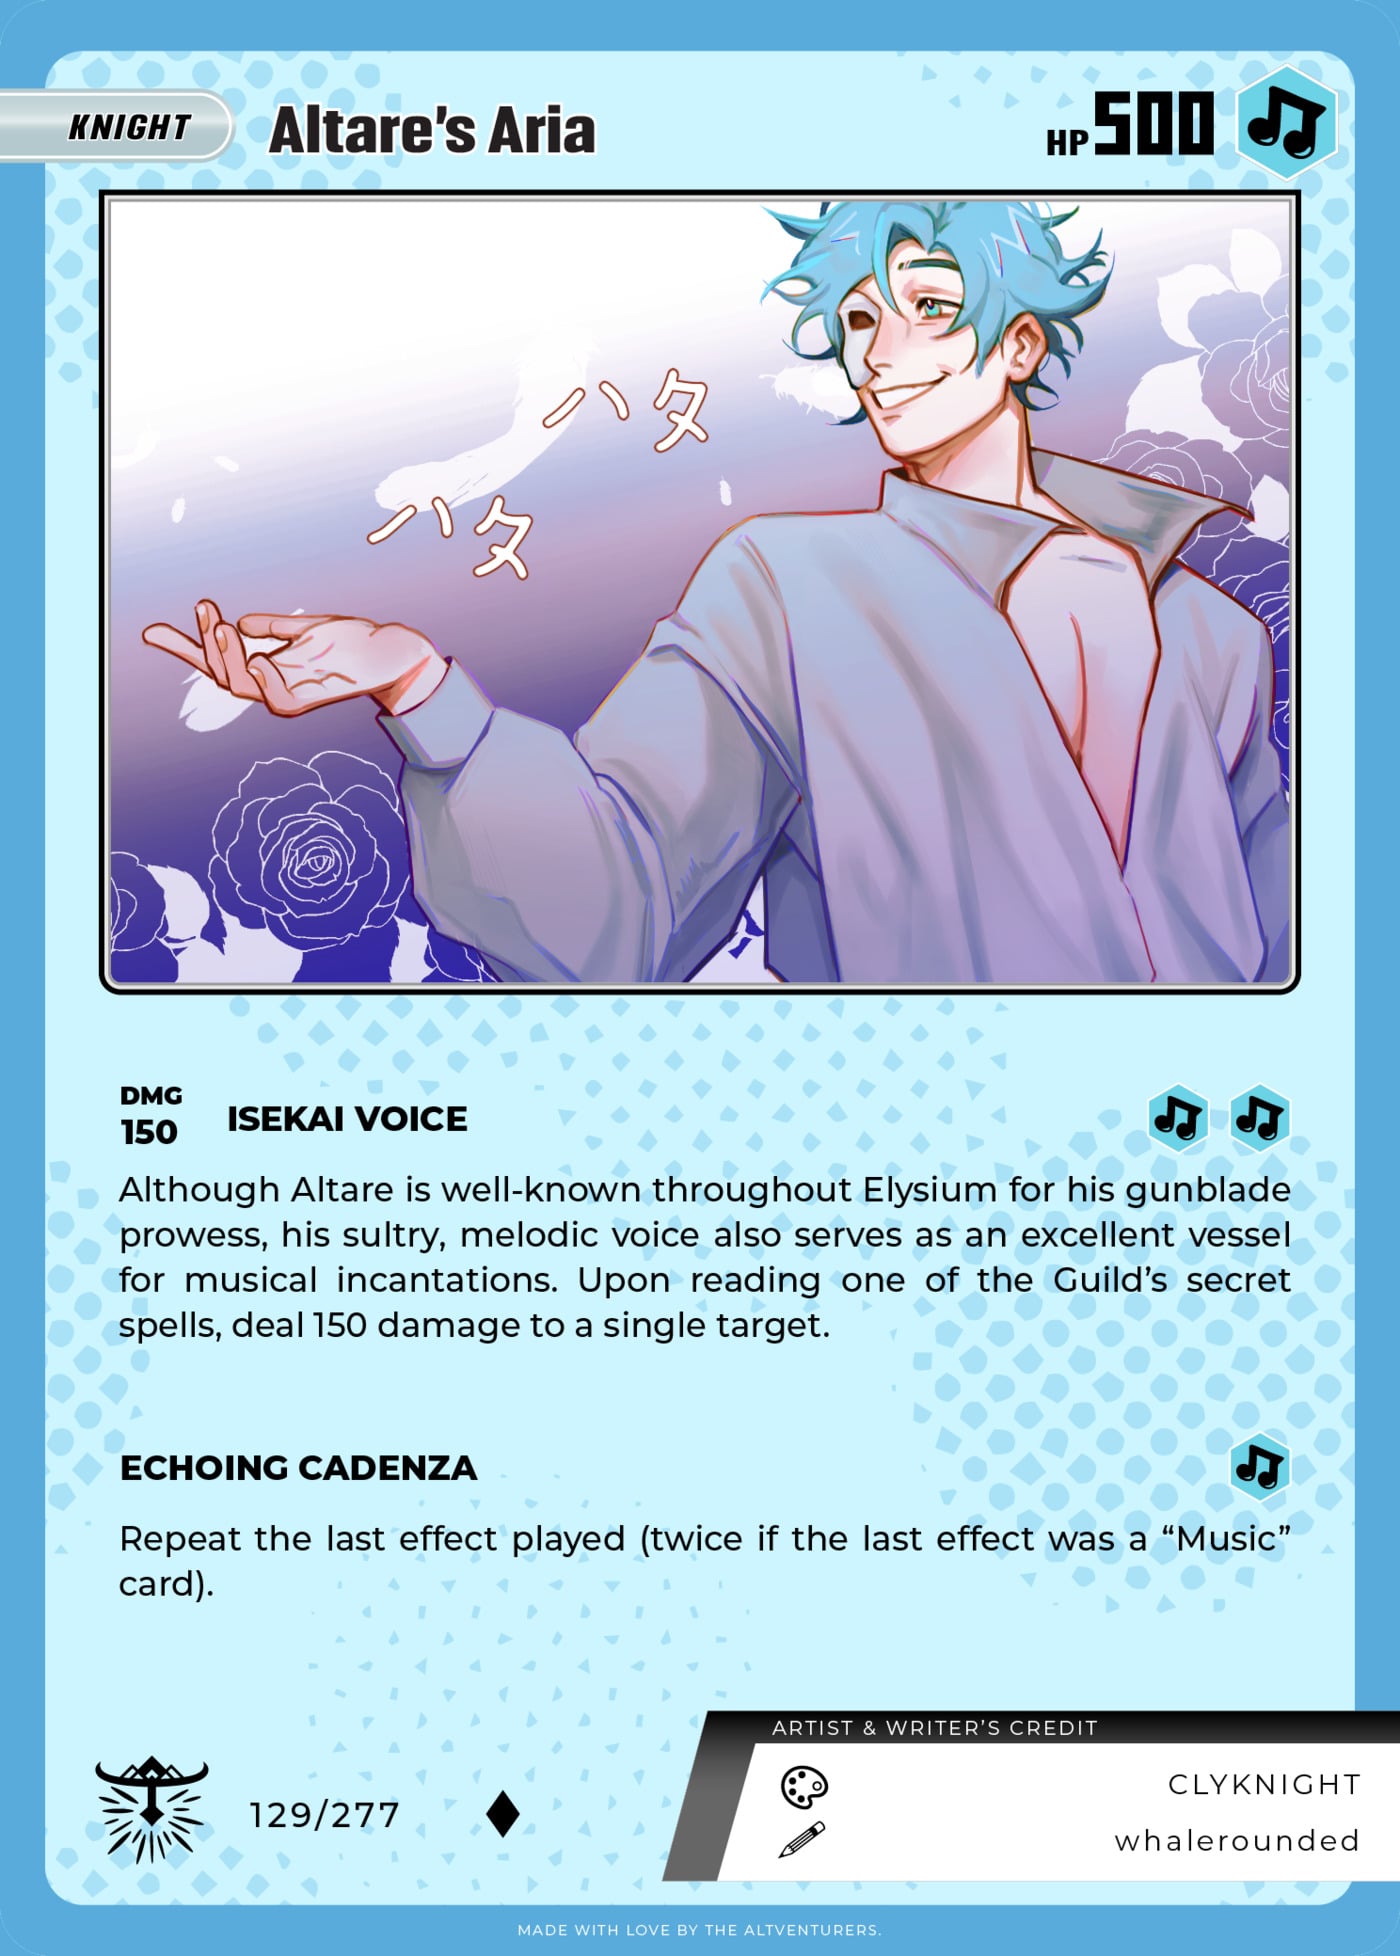 KNIGHT
Altare’s Aria
HP 500
ハタ
ハタ
DMG
150
ISEKAI VOICE
Although Altare is well-known throughout Elysium for his gunblade
prowess, his sultry, melodic voice also serves as an excellent vessel
for musical incantations. Upon reading one of the Guild’s secret
spells, deal 150 damage to a single target.
ECHOING CADENZA
Repeat the last effect played (twice if the last effect was a “Music”
card).
129/277
ARTIST & WRITER’S CREDIT
CLYKNIGHT
whalerounded
MADE WITH LOVE BY THE ALTVENTURERS.